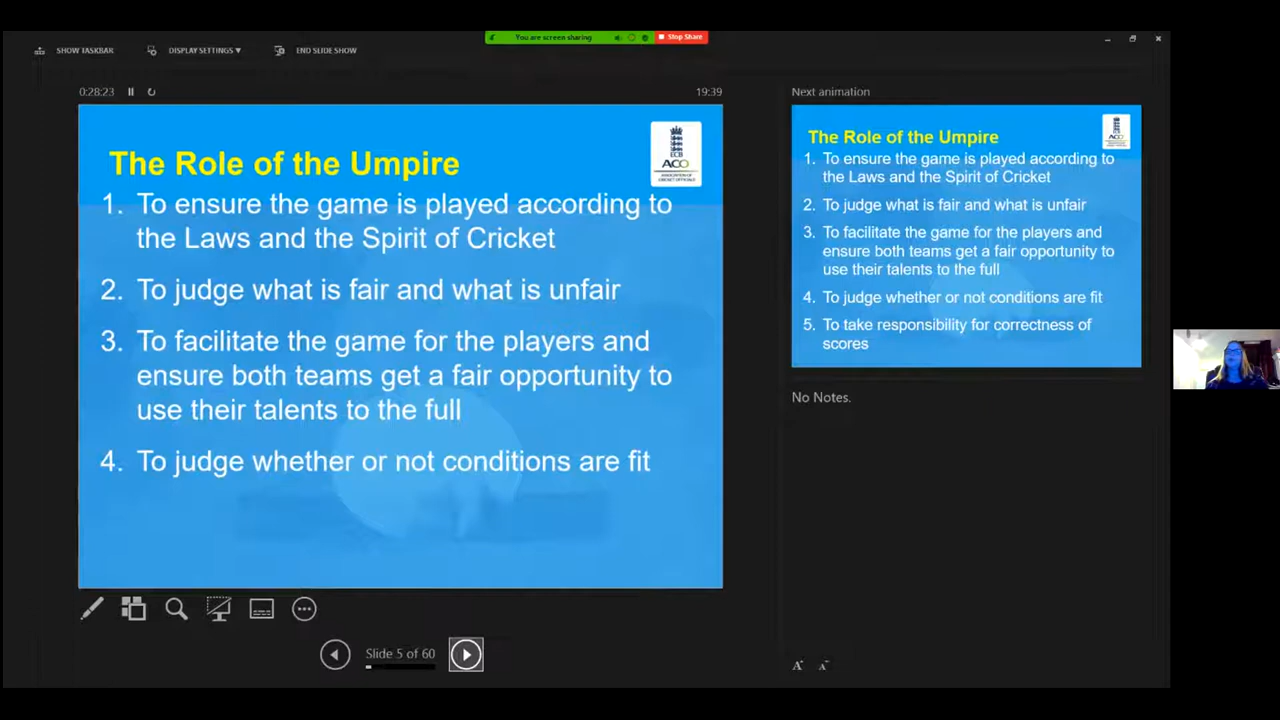 You are screen sharing
Stop Share
SHOW TASKBAR
DISPLAY SETTINGS ▼
END SLIDE SHOW
0:28:23
19:39
The Role of the Umpire
ECB
ACO
ASSOCIATION OF
CRICKET OFFICIALS
1. To ensure the game is played according to
the Laws and the Spirit of Cricket
2. To judge what is fair and what is unfair
3. To facilitate the game for the players and
ensure both teams get a fair opportunity to
use their talents to the full
4. To judge whether or not conditions are fit
Slide 5 of 60
Next animation
The Role of the Umpire
ECB
ACO
1. To ensure the game is played according to
the Laws and the Spirit of Cricket
2. To judge what is fair and what is unfair
3. To facilitate the game for the players and
ensure both teams get a fair opportunity to
use their talents to the full
4. To judge whether or not conditions are fit
5. To take responsibility for correctness of
scores
No Notes.
A A